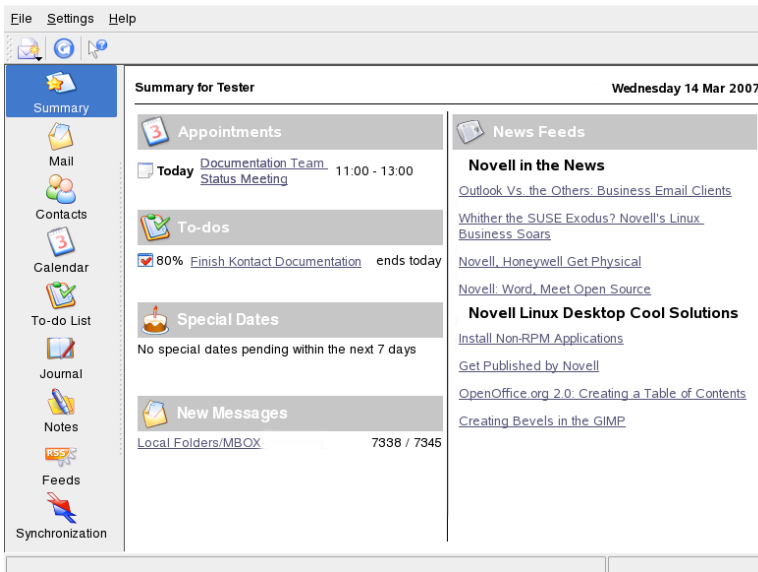 File Settings Help
Summary
Mail
Contacts
3
Calendar
To-do List
Journal
Notes
RSS
Feeds
Synchronization
Summary for Tester
Wednesday 14 Mar 2007
3
Appointments
Today Documentation Team
Status Meeting
11:00 - 13:00
To-dos
80% Finish Kontact Documentation ends today
Special Dates
No special dates pending within the next 7 days
New Messages
Local Folders/MBOX 7338 / 7345
News Feeds
Novell in the News
Outlook Vs. the Others: Business Email Clients
Whither the SUSE Exodus? Novell's Linux
Business Soars
Novell, Honeywell Get Physical
Novell: Word, Meet Open Source
Novell Linux Desktop Cool Solutions
Install Non-RPM Applications
Get Published by Novell
OpenOffice.org 2.0: Creating a Table of Contents
Creating Bevels in the GIMP